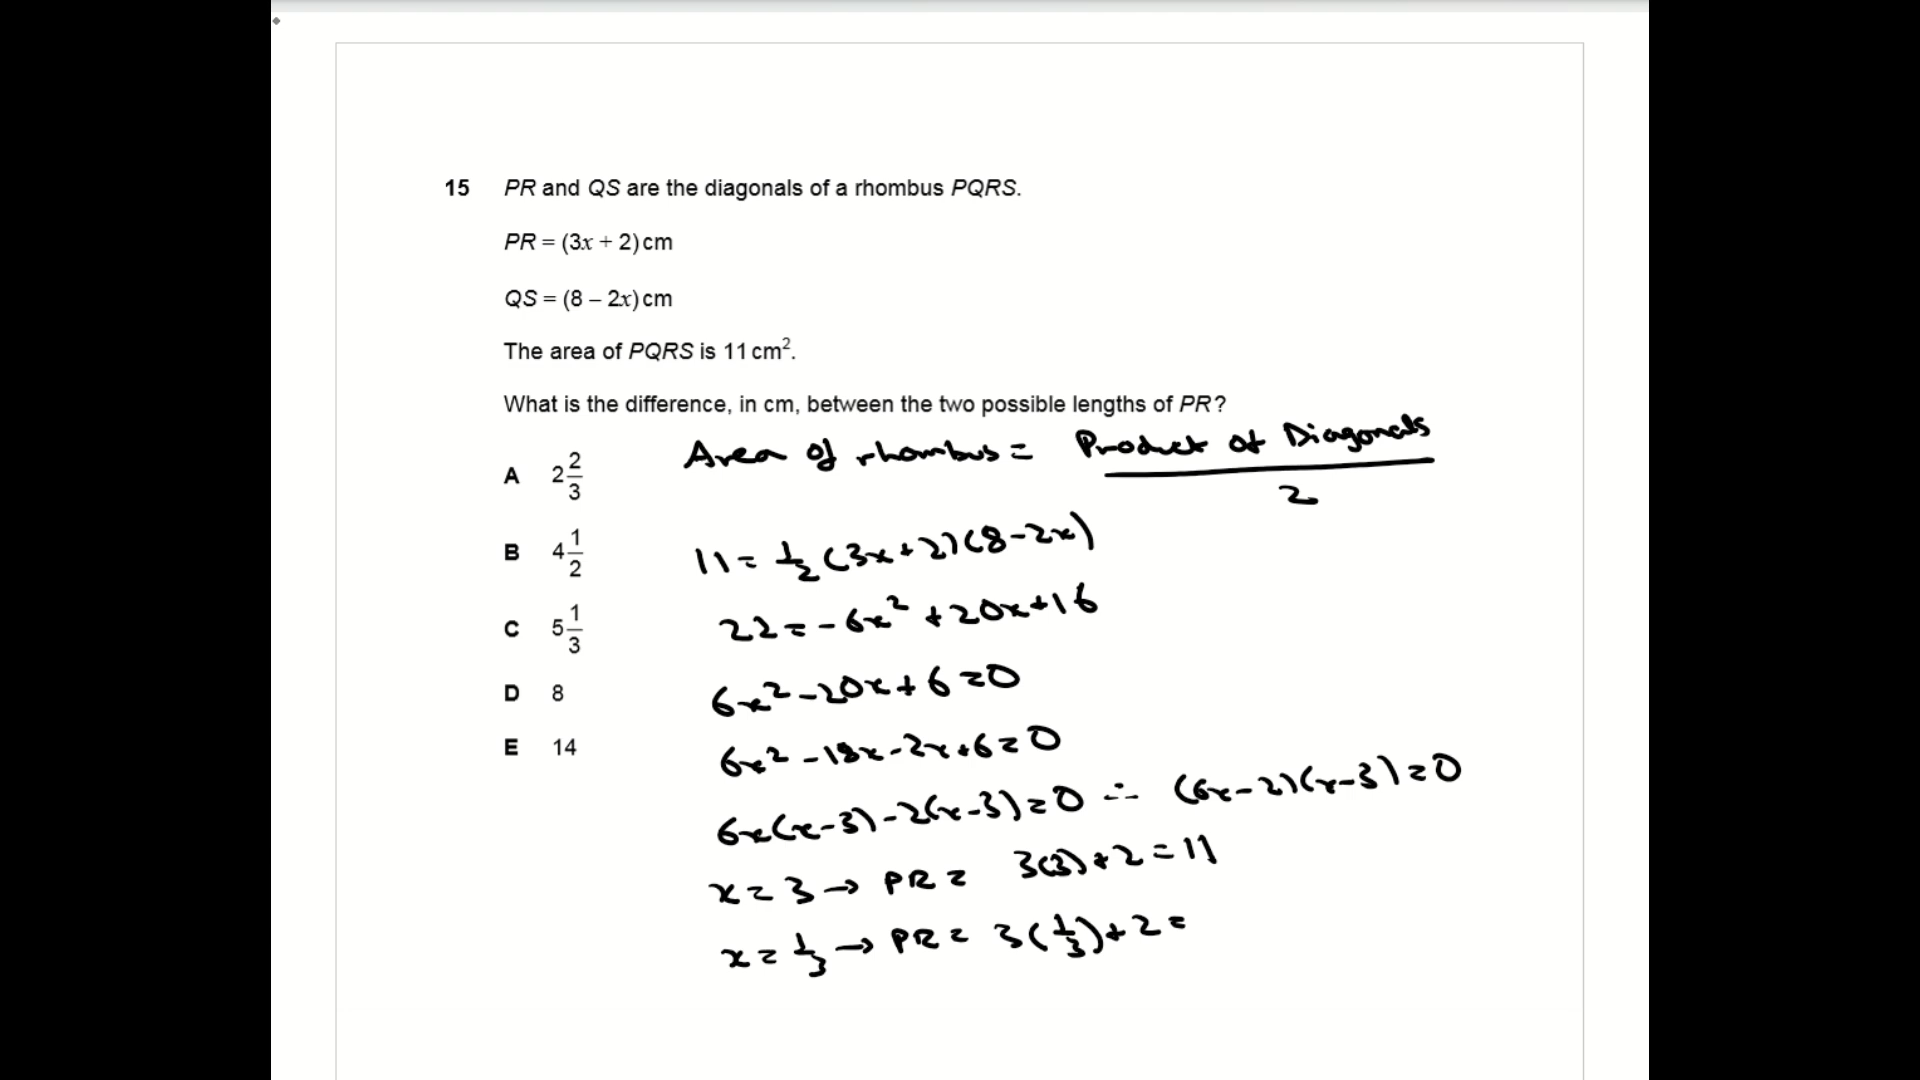 15 PR and QS are the diagonals of a rhombus PQRS.
PR = (3x + 2) cm
QS = (8 – 2x) cm
The area of PQRS is 11 cm².
What is the difference, in cm, between the two possible lengths of PR?
A 2 2/3
B 4 1/2
C 5 1/3
D 8
E 14
Area of rhombus = Product of Diagonals / 2
11 = 1/2 (3x+2)(8-2x)
22 = -6x² + 20x + 16
6x² - 20x + 6 = 0
6x² - 18x - 2x + 6 = 0
6x(x-3) - 2(x-3) = 0 ∴ (6x-2)(x-3) = 0
x = 3 → PR = 3(3) + 2 = 11
x = 1/3 → PR = 3(1/3) + 2 =